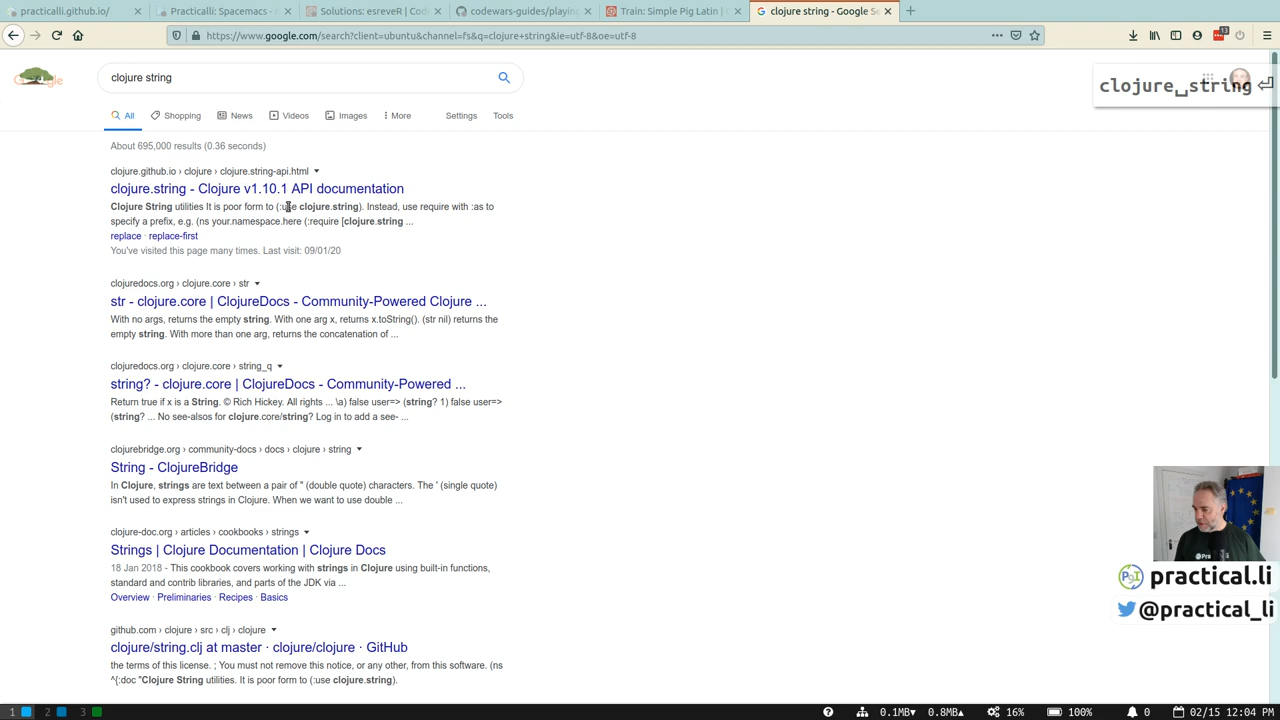 practicalli.github.io/
Practicalli: Spacemacs - A
Solutions: esreveR | Cod
codewars-guides/playing
Train: Simple Pig Latin |
clojure string - Google Se
https://www.google.com/search?client=ubuntu&channel=fs&q=clojure+string&ie=utf-8&oe=utf-8
13
clojure string
clojure␣string ⏎
All
Shopping
News
Videos
Images
More
Settings
Tools
About 695,000 results (0.36 seconds)
clojure.github.io › clojure › clojure.string-api.html
clojure.string - Clojure v1.10.1 API documentation
Clojure String utilities It is poor form to (:use clojure.string). Instead, use require with :as to
specify a prefix, e.g. (ns your.namespace.here (:require [clojure.string ...
replace · replace-first
You've visited this page many times. Last visit: 09/01/20
clojuredocs.org › clojure.core › str
str - clojure.core | ClojureDocs - Community-Powered Clojure ...
With no args, returns the empty string. With one arg x, returns x.toString(). (str nil) returns the
empty string. With more than one arg, returns the concatenation of ...
clojuredocs.org › clojure.core › string_q
string? - clojure.core | ClojureDocs - Community-Powered ...
Return true if x is a String. © Rich Hickey. All rights ... \a) false user=> (string? 1) false user=>
(string? ... No see-alsos for clojure.core/string? Log in to add a see- ...
clojurebridge.org › community-docs › docs › clojure › string
String - ClojureBridge
In Clojure, strings are text between a pair of " (double quote) characters. The ' (single quote)
isn't used to express strings in Clojure. When we want to use double ...
clojure-doc.org › articles › cookbooks › strings
Strings | Clojure Documentation | Clojure Docs
18 Jan 2018 - This cookbook covers working with strings in Clojure using built-in functions,
standard and contrib libraries, and parts of the JDK via ...
Overview · Preliminaries · Recipes · Basics
github.com › clojure › src › clj › clojure
clojure/string.clj at master · clojure/clojure · GitHub
the terms of this license. ; You must not remove this notice, or any other, from this software. (ns
^{:doc "Clojure String utilities. It is poor form to (:use clojure.string).
practical.li
@practical_li
1
2
3
0.1MB▾ 0.8MB▴
16%
100%
0
02/15 12:04 PM